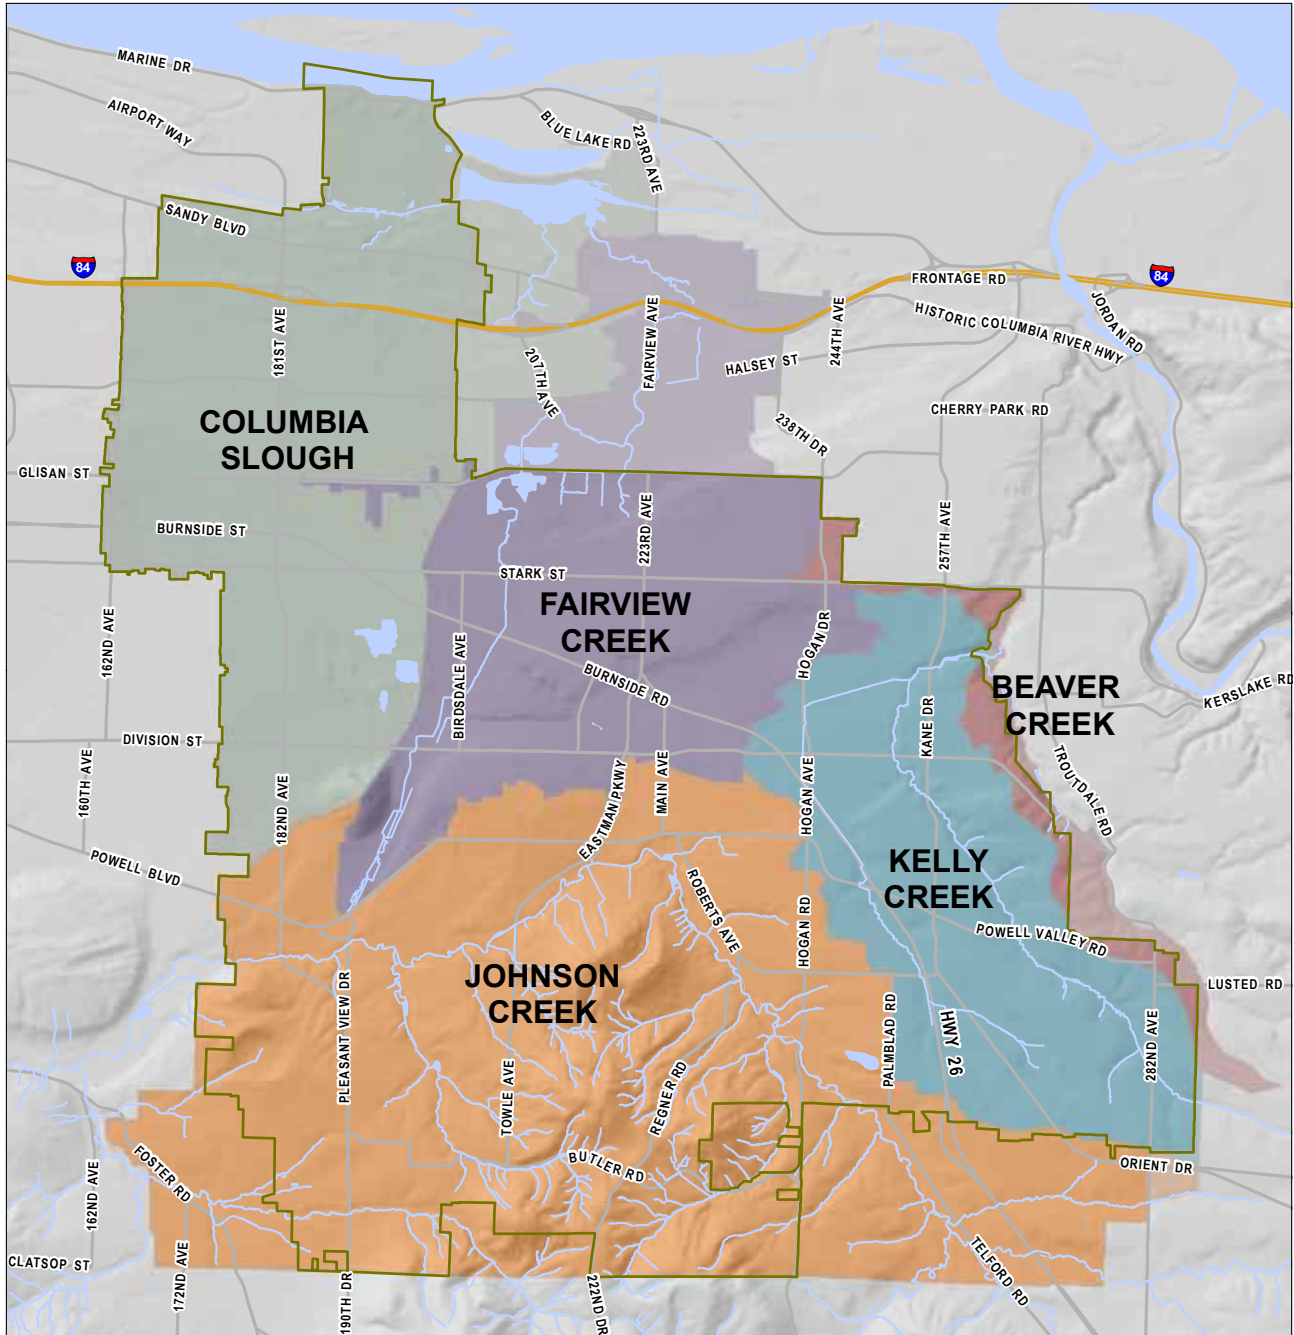 MARINE DR
AIRPORT WAY
BLUE LAKE RD
223RD AVE
SANDY BLVD
84
84
FRONTAGE RD
HISTORIC COLUMBIA RIVER HWY
JORDAN RD
181ST AVE
207TH AVE
FAIRVIEW AVE
HALSEY ST
244TH AVE
COLUMBIA
SLOUGH
CHERRY PARK RD
238TH DR
GLISAN ST
BURNSIDE ST
223RD AVE
257TH AVE
STARK ST
FAIRVIEW
CREEK
162ND AVE
BIRDSDALE AVE
BURNSIDE RD
HOGAN DR
KANE DR
BEAVER
CREEK
KERSLAKE RD
DIVISION ST
160TH AVE
182ND AVE
EASTMAN PKWY
MAIN AVE
HOGAN AVE
TROUTDALE RD
POWELL BLVD
KELLY
CREEK
ROBERTS AVE
HOGAN RD
POWELL VALLEY RD
JOHNSON
CREEK
LUSTED RD
PLEASANT VIEW DR
PALMBLAD RD
HWY 26
282ND AVE
TOWLE AVE
REGNER RD
FOSTER RD
162ND AVE
BUTLER RD
ORIENT DR
CLATSOP ST
172ND AVE
190TH DR
222ND DR
TELFORD RD